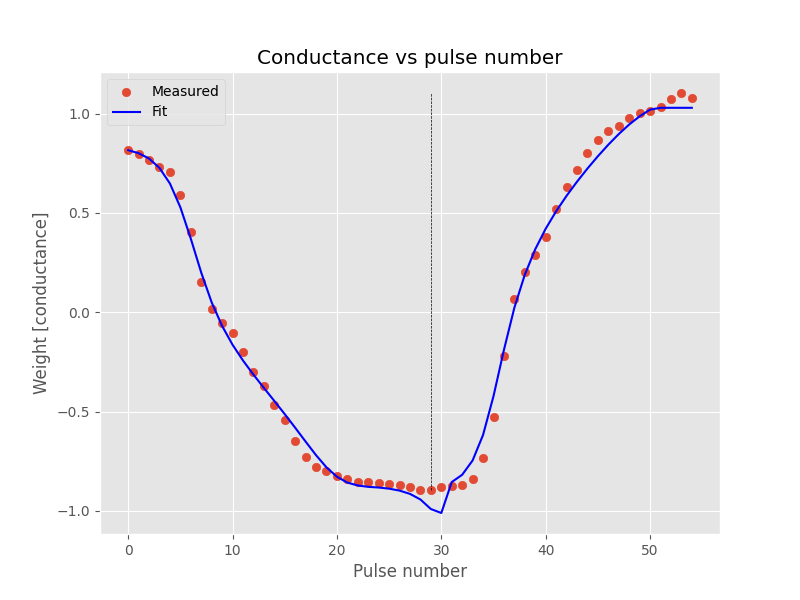 Conductance vs pulse number
Measured
Fit
Weight [conductance]
1.0
0.5
0.0
−0.5
−1.0
0
10
20
30
40
50
Pulse number